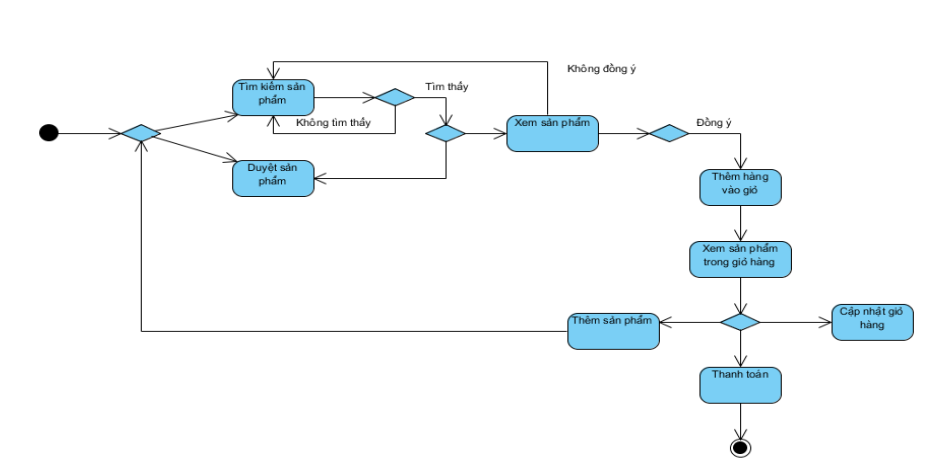 Không đồng ý
Tìm kiếm sản
phẩm
Tìm thấy
Không tìm thấy
Xem sản phẩm
Đồng ý
Duyệt sản
phẩm
Thêm hàng
vào giỏ
Xem sản phẩm
trong giỏ hàng
Thêm sản phẩm
Cập nhật giỏ
hàng
Thanh toán